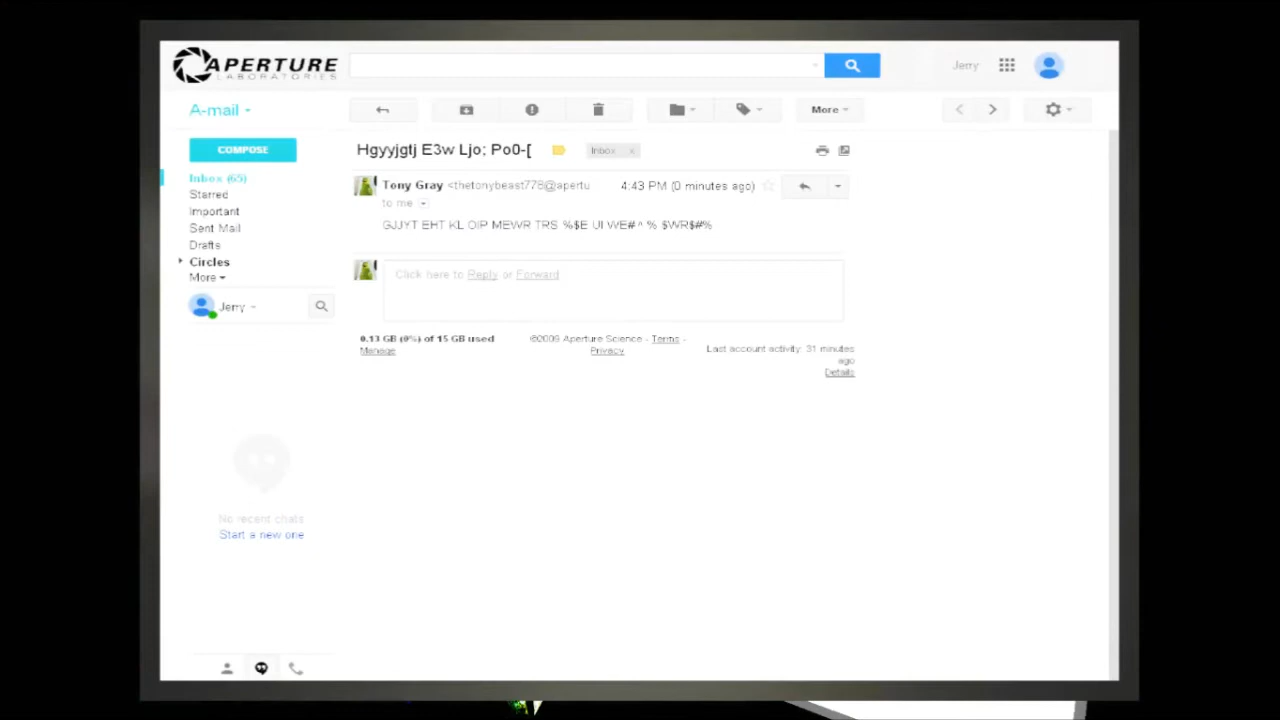 APERTURE
LABORATORIES
Jerry
A-mail
More
COMPOSE
Hgyyjgtj E3w Ljo; Po0-[
Inbox x
Inbox (65)
Starred
Important
Sent Mail
Drafts
Circles
More
Jerry
Tony Gray <thetonybeast778@apertu
4:43 PM (0 minutes ago)
to me
GJJYT EHT KL OIP MEWR TRS %$E UI WE#^ % $WR$#%
Click here to Reply or Forward
0.13 GB (0%) of 15 GB used
Manage
©2009 Aperture Science - Terms -
Privacy
Last account activity: 31 minutes
ago
Details
No recent chats
Start a new one